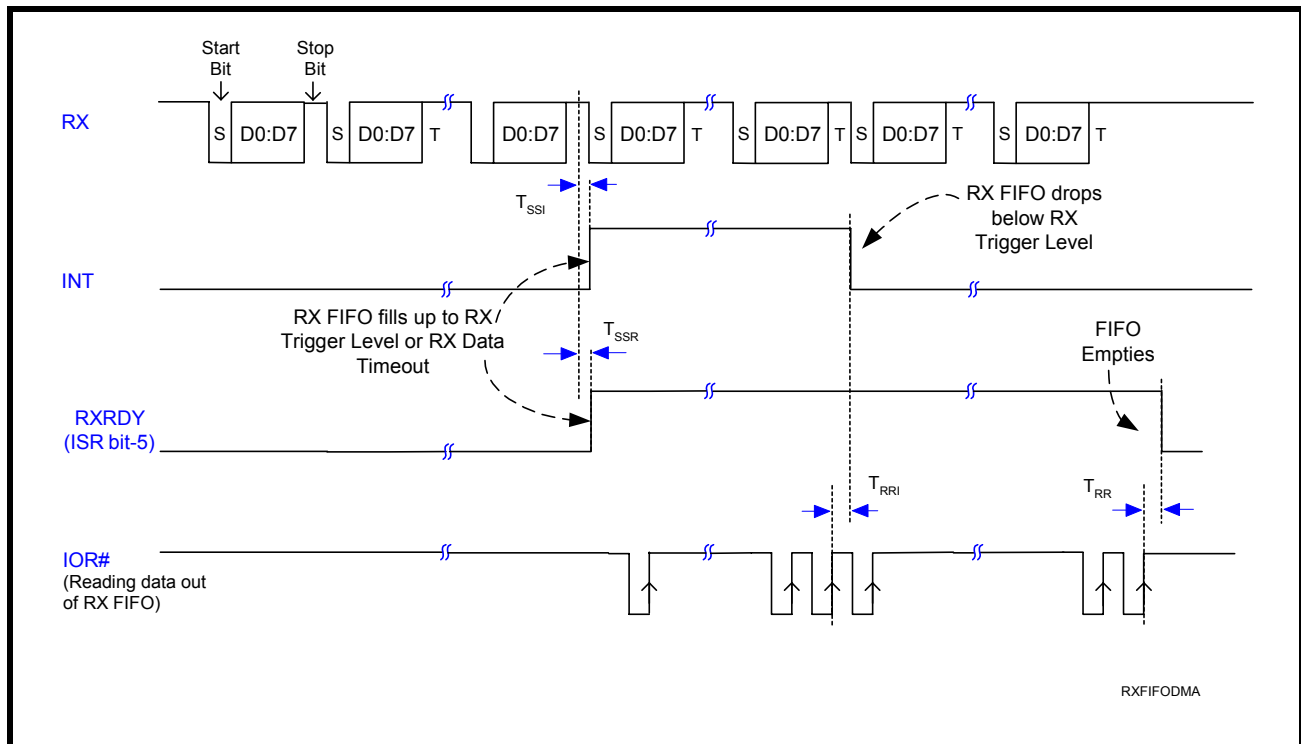 Start
Bit
Stop
Bit
RX
S D0:D7 S D0:D7 T D0:D7 S D0:D7 T S D0:D7 T S D0:D7 T S D0:D7 T
TSSI
RX FIFO drops
below RX
Trigger Level
INT
RX FIFO fills up to RX
Trigger Level or RX Data
Timeout
TSSR
FIFO
Empties
RXRDY
(ISR bit-5)
TRRI
TRR
IOR#
(Reading data out
of RX FIFO)
RXFIFODMA